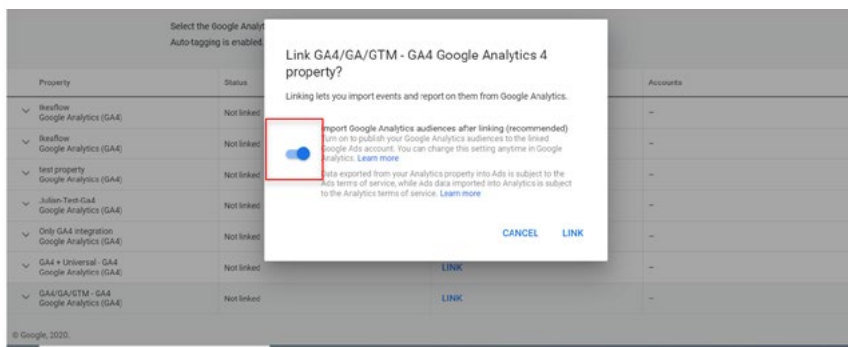 Select the Google Analyt
Auto-tagging is enabled.
Property Status Accounts
Ikeaflow
Google Analytics (GA4) Not linked –
Ikeaflow
Google Analytics (GA4) Not linked –
test property
Google Analytics (GA4) Not linked –
Julian-Test-Ga4
Google Analytics (GA4) Not linked –
Only GA4 Integration
Google Analytics (GA4) Not linked –
GA4 + Universal - GA4
Google Analytics (GA4) Not linked LINK –
GA4/GA/GTM - GA4
Google Analytics (GA4) Not linked LINK –
© Google, 2020.
Link GA4/GA/GTM - GA4 Google Analytics 4
property?
Linking lets you import events and report on them from Google Analytics.
Import Google Analytics audiences after linking (recommended)
Turn on to publish your Google Analytics audiences to the linked
Google Ads account. You can change this setting anytime in Google
Analytics. Learn more
Data exported from your Analytics property into Ads is subject to the
Ads terms of service, while Ads data imported into Analytics is subject
to the Analytics terms of service. Learn more
CANCEL LINK